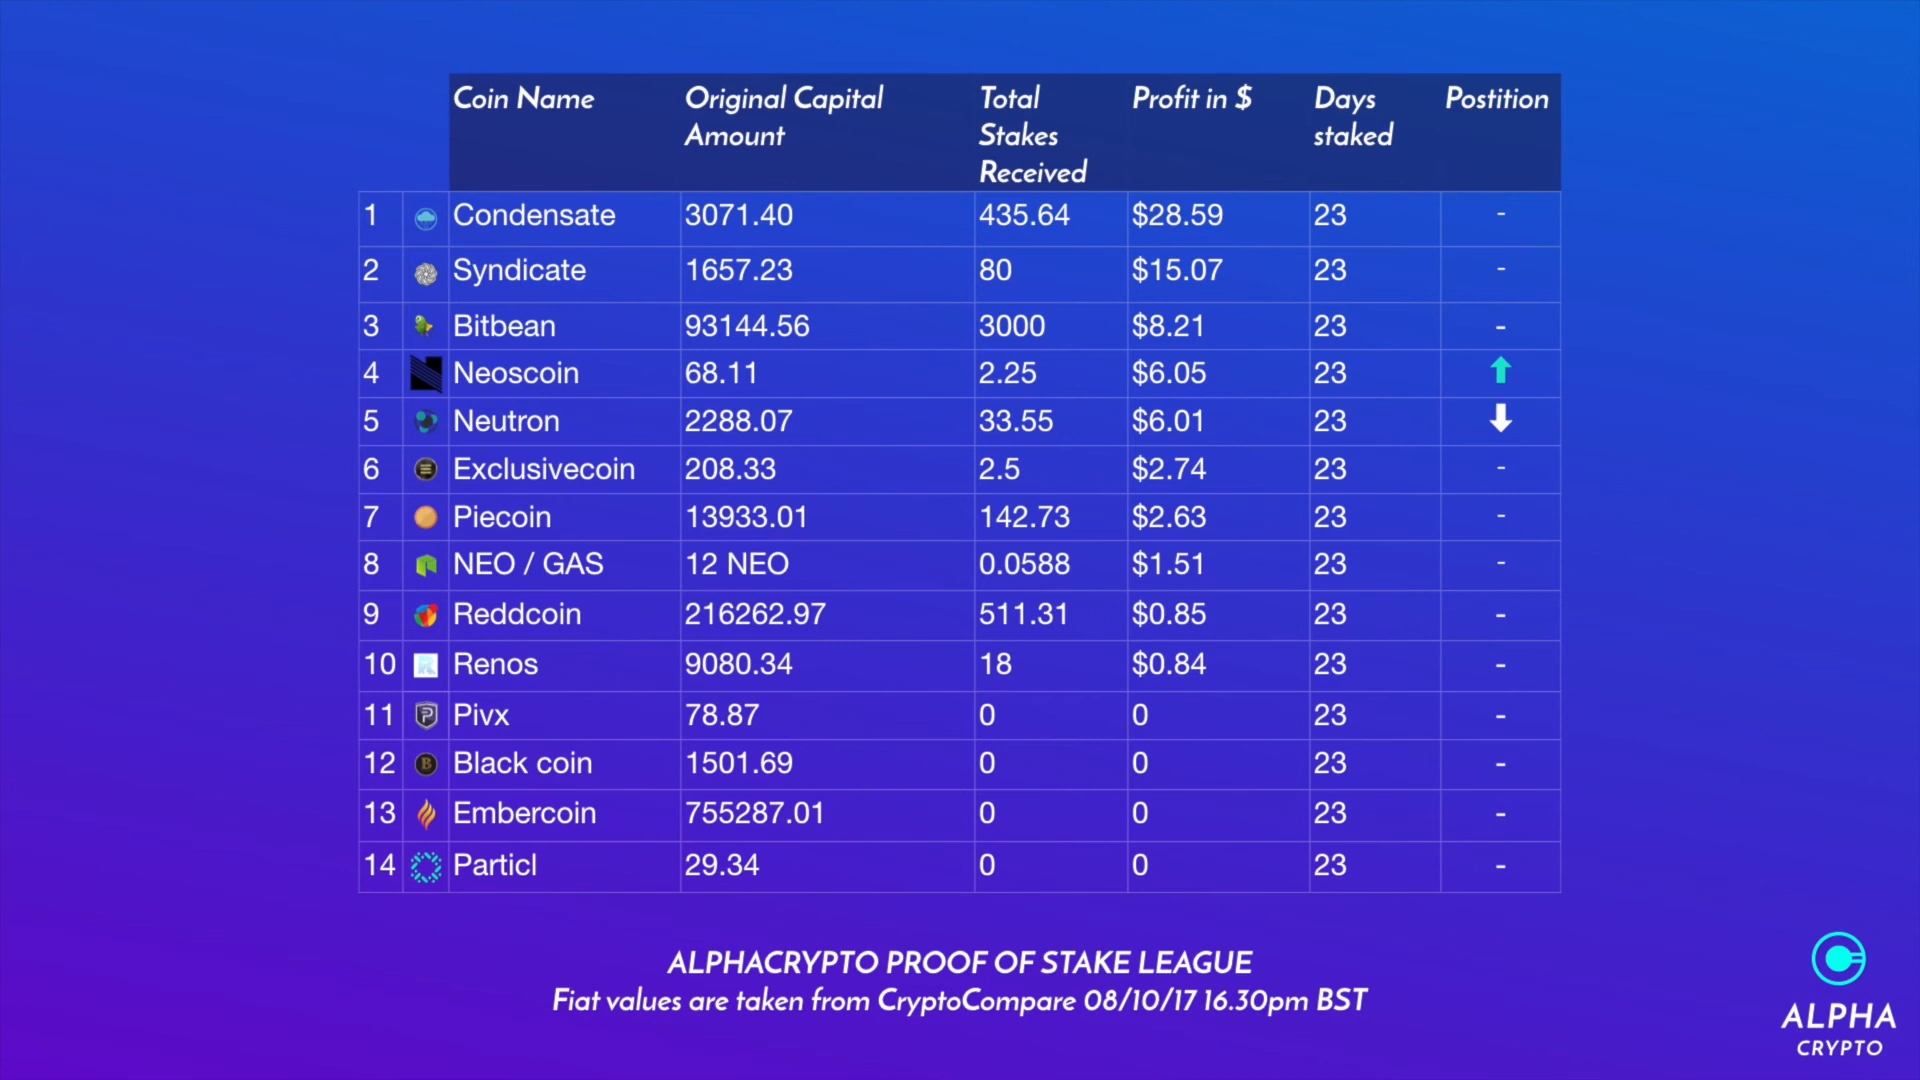 Coin Name Original Capital Amount Total Stakes Received Profit in $ Days staked Postition
1 Condensate 3071.40 435.64 $28.59 23 -
2 Syndicate 1657.23 80 $15.07 23 -
3 Bitbean 93144.56 3000 $8.21 23 -
4 Neoscoin 68.11 2.25 $6.05 23
5 Neutron 2288.07 33.55 $6.01 23
6 Exclusivecoin 208.33 2.5 $2.74 23 -
7 Piecoin 13933.01 142.73 $2.63 23 -
8 NEO / GAS 12 NEO 0.0588 $1.51 23 -
9 Reddcoin 216262.97 511.31 $0.85 23 -
10 Renos 9080.34 18 $0.84 23 -
11 Pivx 78.87 0 0 23 -
12 Black coin 1501.69 0 0 23 -
13 Embercoin 755287.01 0 0 23 -
14 Particl 29.34 0 0 23 -
ALPHACRYPTO PROOF OF STAKE LEAGUE
Fiat values are taken from CryptoCompare 08/10/17 16.30pm BST
ALPHA
CRYPTO